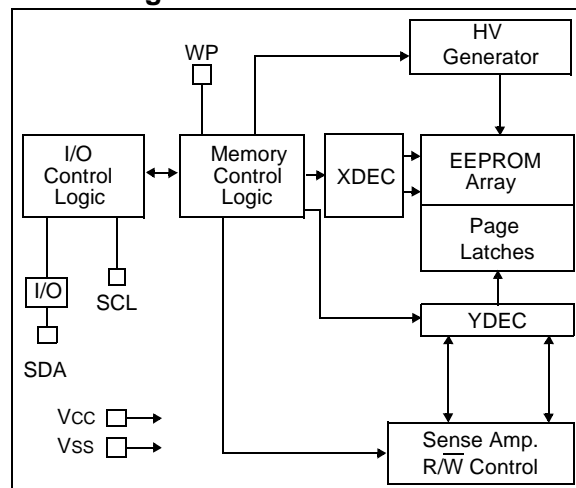 HV
Generator
WP
I/O
Control
Logic
Memory
Control
Logic
XDEC
EEPROM
Array
Page
Latches
I/O
SCL
SDA
YDEC
VCC
VSS
Sense Amp.
R/W̅ Control